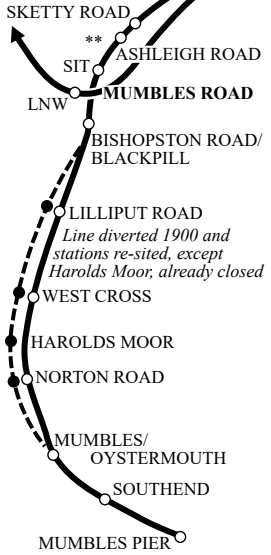 SKETTY ROAD
**
ASHLEIGH ROAD
SIT
LNW
MUMBLES ROAD
BISHOPSTON ROAD/
BLACKPILL
LILLIPUT ROAD
Line diverted 1900 and
stations re-sited, except
Harolds Moor, already closed
WEST CROSS
HAROLDS MOOR
NORTON ROAD
MUMBLES/
OYSTERMOUTH
SOUTHEND
MUMBLES PIER